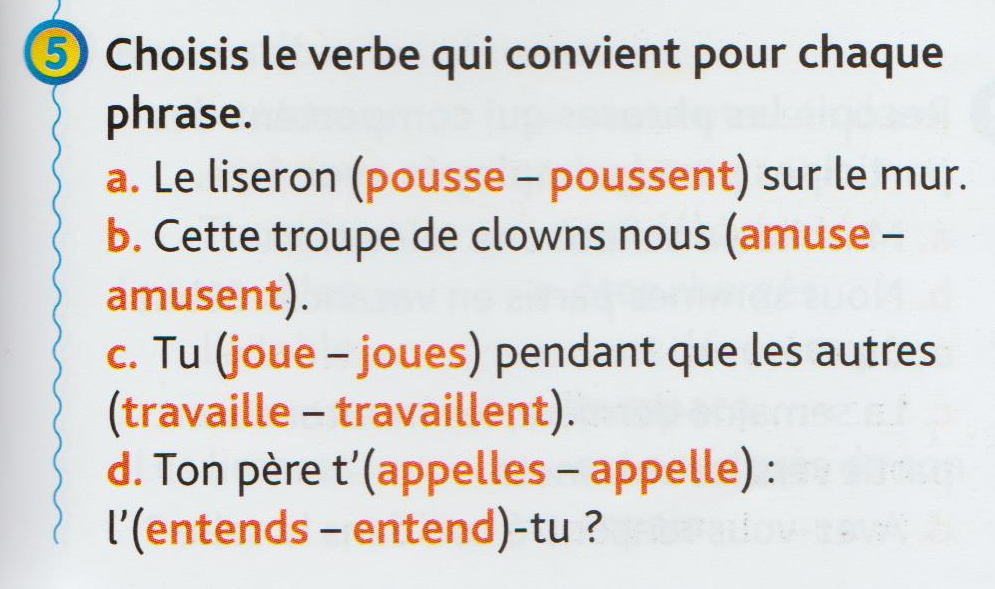 5 Choisis le verbe qui convient pour chaque
phrase.
a. Le liseron (pousse – poussent) sur le mur.
b. Cette troupe de clowns nous (amuse –
amusent).
c. Tu (joue – joues) pendant que les autres
(travaille – travaillent).
d. Ton père t’(appelles – appelle) :
l’(entends – entend)-tu ?